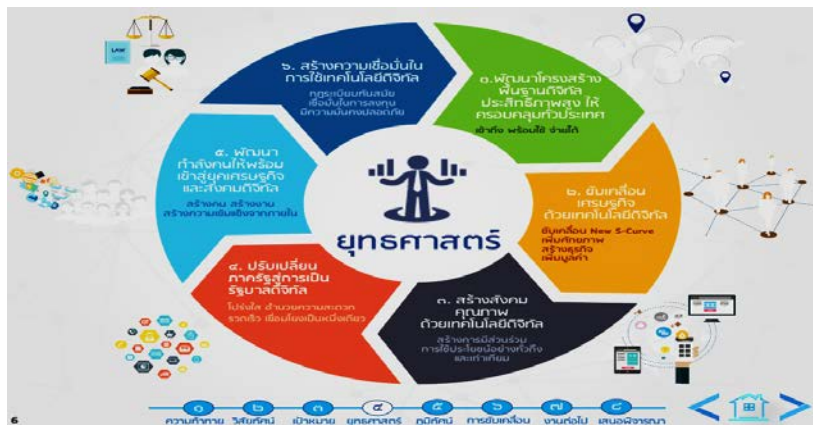 ๑.พัฒนาโครงสร้าง
พื้นฐานดิจิทัล
ประสิทธิภาพสูง ให้
ครอบคลุมทั่วประเทศ
เข้าถึง พร้อมใช้ จ่ายได้
๒. ขับเคลื่อน
เศรษฐกิจ
ด้วยเทคโนโลยีดิจิทัล
ขับเคลื่อน New S-Curve
เพิ่มศักยภาพ
สร้างธุรกิจ
เพิ่มมูลค่า
๓. สร้างสังคม
คุณภาพ
ด้วยเทคโนโลยีดิจิทัล
สร้างการมีส่วนร่วม
การใช้ประโยชน์อย่างทั่วถึง
และเท่าเทียม
๔. ปรับเปลี่ยน
ภาครัฐสู่การเป็น
รัฐบาลดิจิทัล
โปร่งใส อำนวยความสะดวก
รวดเร็ว เชื่อมโยงเป็นหนึ่งเดียว
๕. พัฒนา
กำลังคนให้พร้อม
เข้าสู่ยุคเศรษฐกิจ
และสังคมดิจิทัล
สร้างคน สร้างงาน
สร้างความเข้มแข็งจากภายใน
๖. สร้างความเชื่อมั่นใน
การใช้เทคโนโลยีดิจิทัล
กฎระเบียบทันสมัย
เชื่อมั่นในการลงทุน
มีความมั่นคงปลอดภัย
LAW
ยุทธศาสตร์
๑ ๒ ๓ ๔ ๕ ๖ ๗ ๘
ความท้าทาย วิสัยทัศน์ เป้าหมาย ยุทธศาสตร์ ภูมิทัศน์ การขับเคลื่อน งานต่อไป เสนอพิจารณา
6